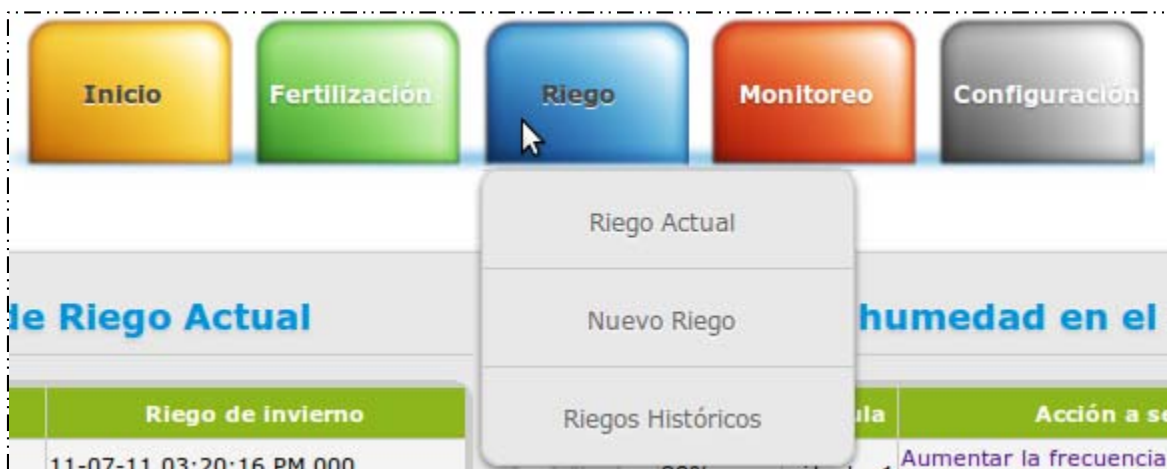 Inicio
Fertilización
Riego
Monitoreo
Configuración
Riego Actual
Nuevo Riego
Riegos Históricos
de Riego Actual
humedad en el
Riego de invierno
Acción a
11-07-11 03:20:16 PM 000
Aumentar la frecuencia